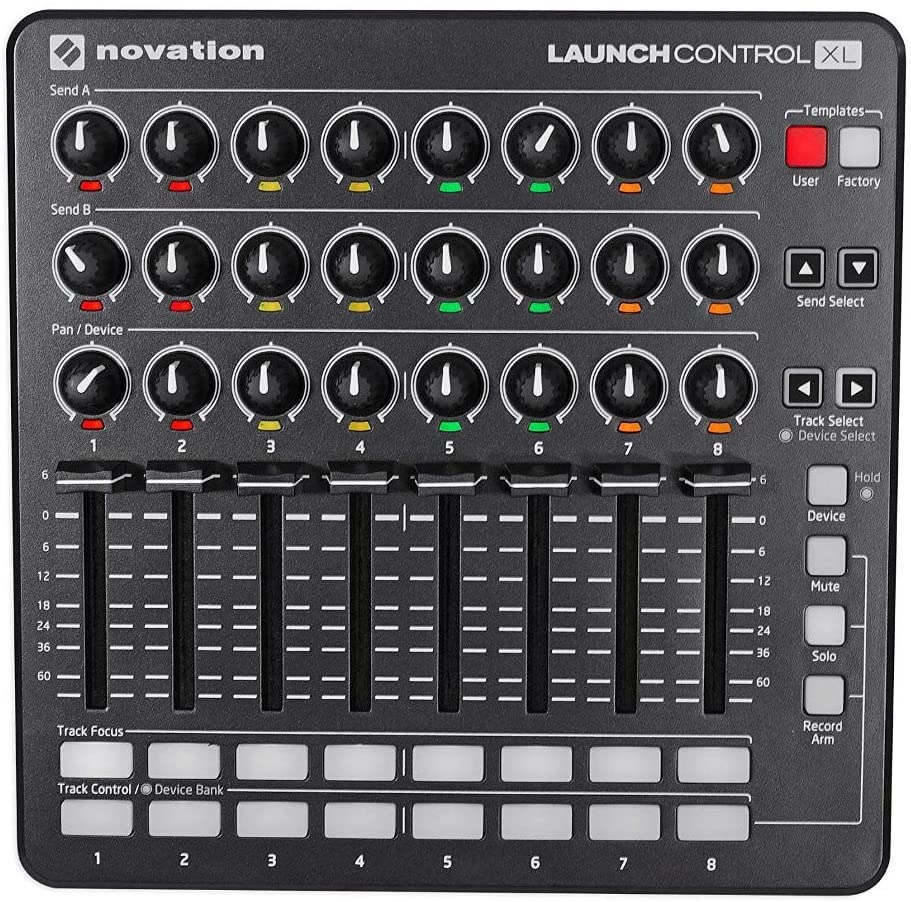 novation LAUNCHCONTROL XL
Send A
Templates
User Factory
Send B
Send Select
Pan / Device
Track Select
Device Select
1 2 3 4 5 6 7 8
6 6
Hold
0 0
Device
6 6
12 12
Mute
18 18
24 24
36 36
Solo
60 60
Record
Arm
Track Focus
Track Control / Device Bank
1 2 3 4 5 6 7 8